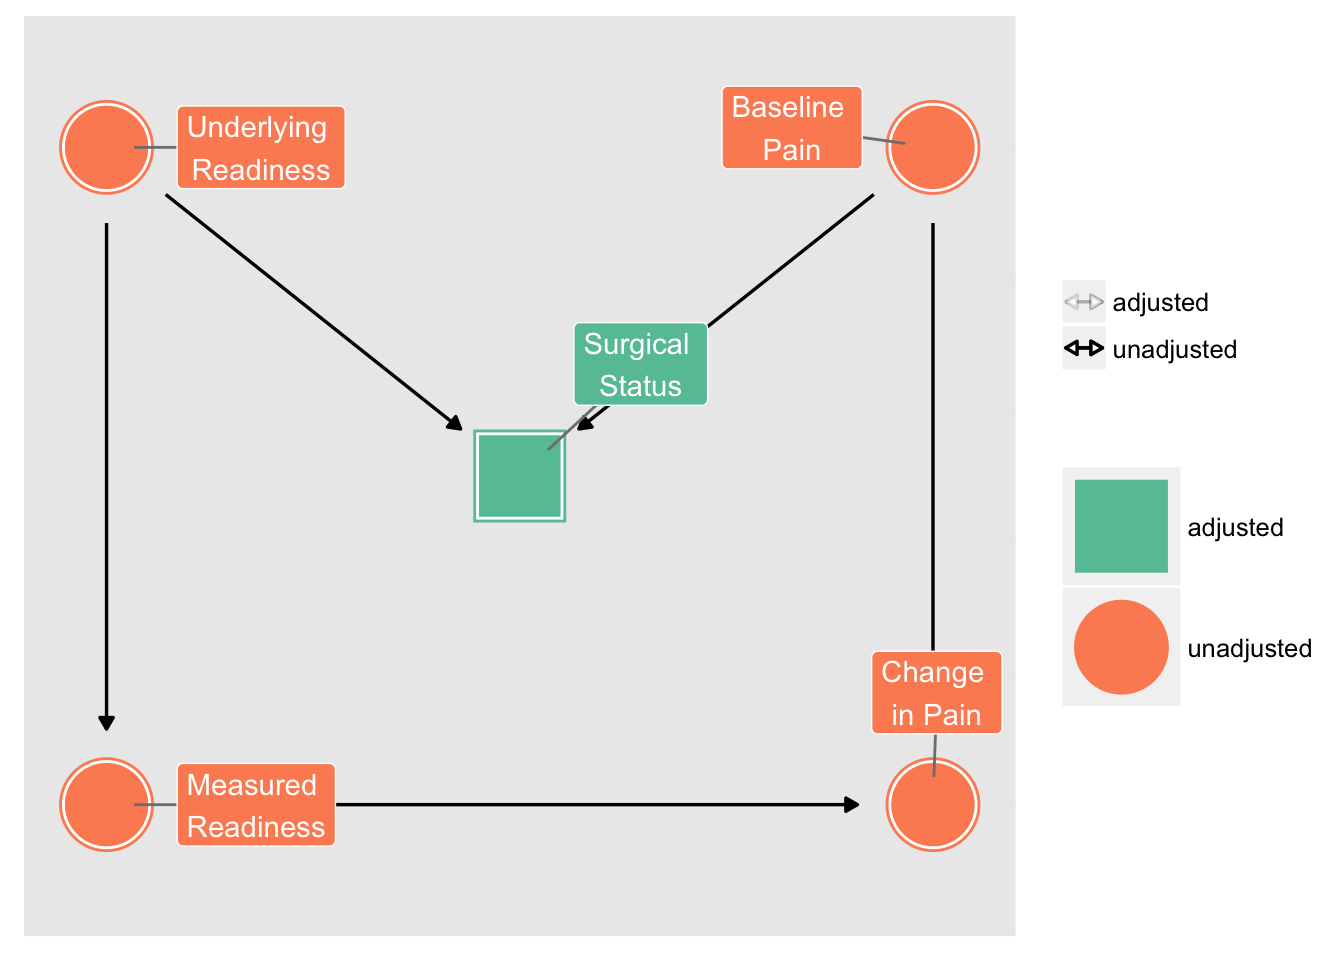 Underlying
Readiness
Baseline
Pain
Surgical
Status
Change
in Pain
Measured
Readiness
adjusted
unadjusted
adjusted
unadjusted